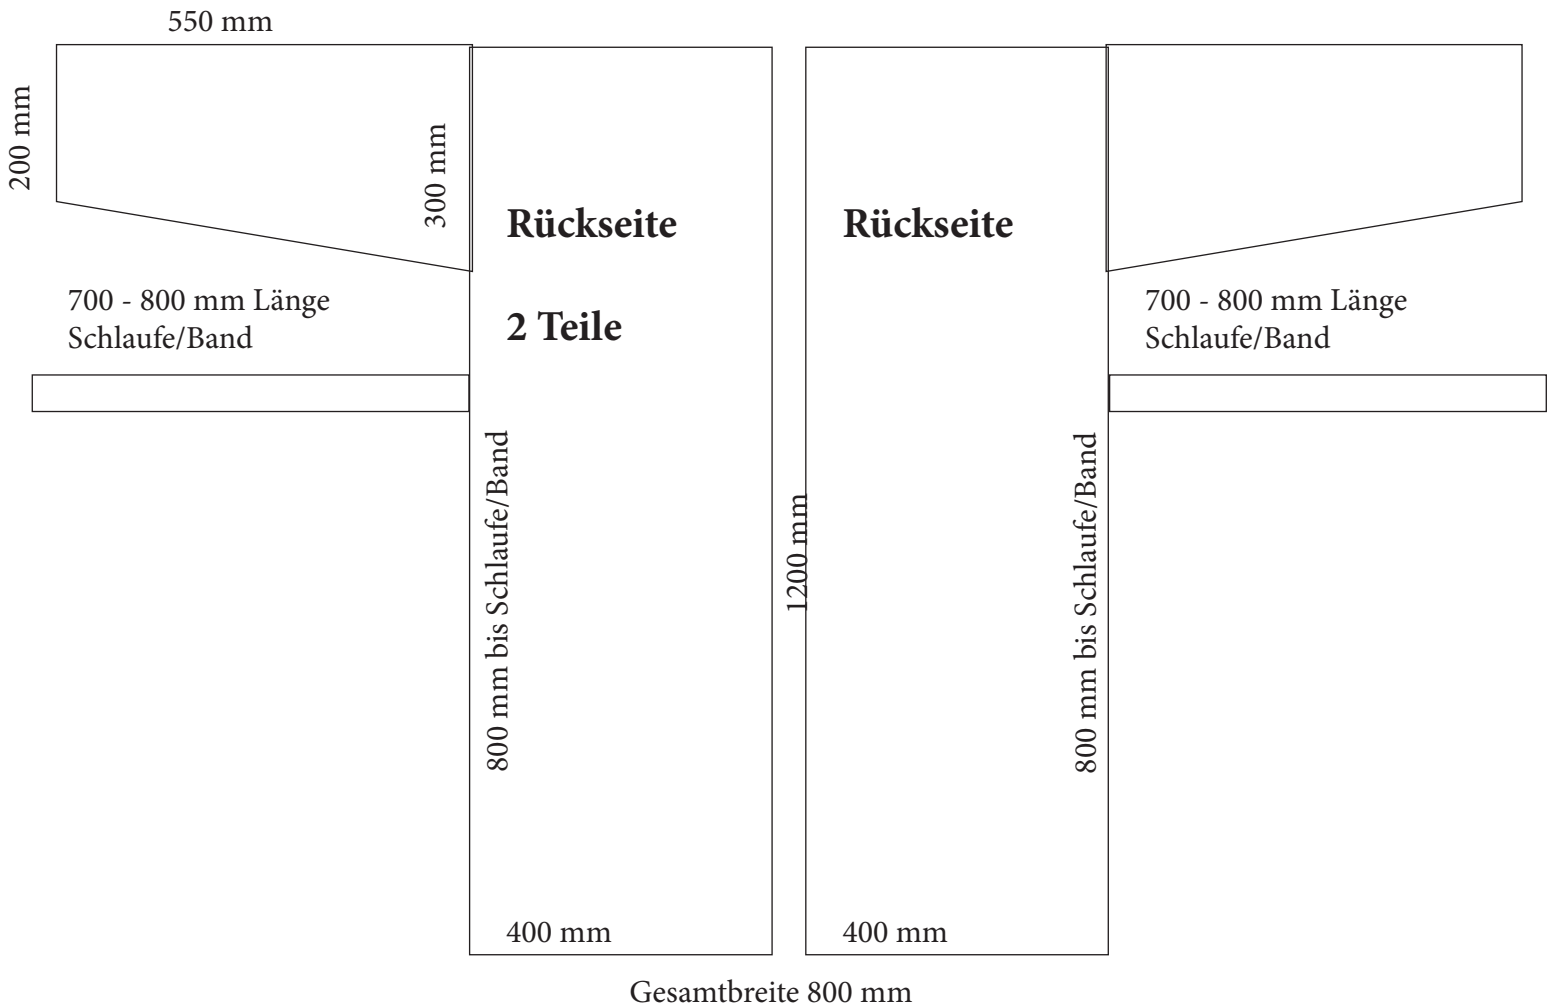 550 mm
200 mm
300 mm
Rückseite
Rückseite
2 Teile
700 - 800 mm Länge
Schlaufe/Band
700 - 800 mm Länge
Schlaufe/Band
800 mm bis Schlaufe/Band
1200 mm
800 mm bis Schlaufe/Band
400 mm
400 mm
Gesamtbreite 800 mm